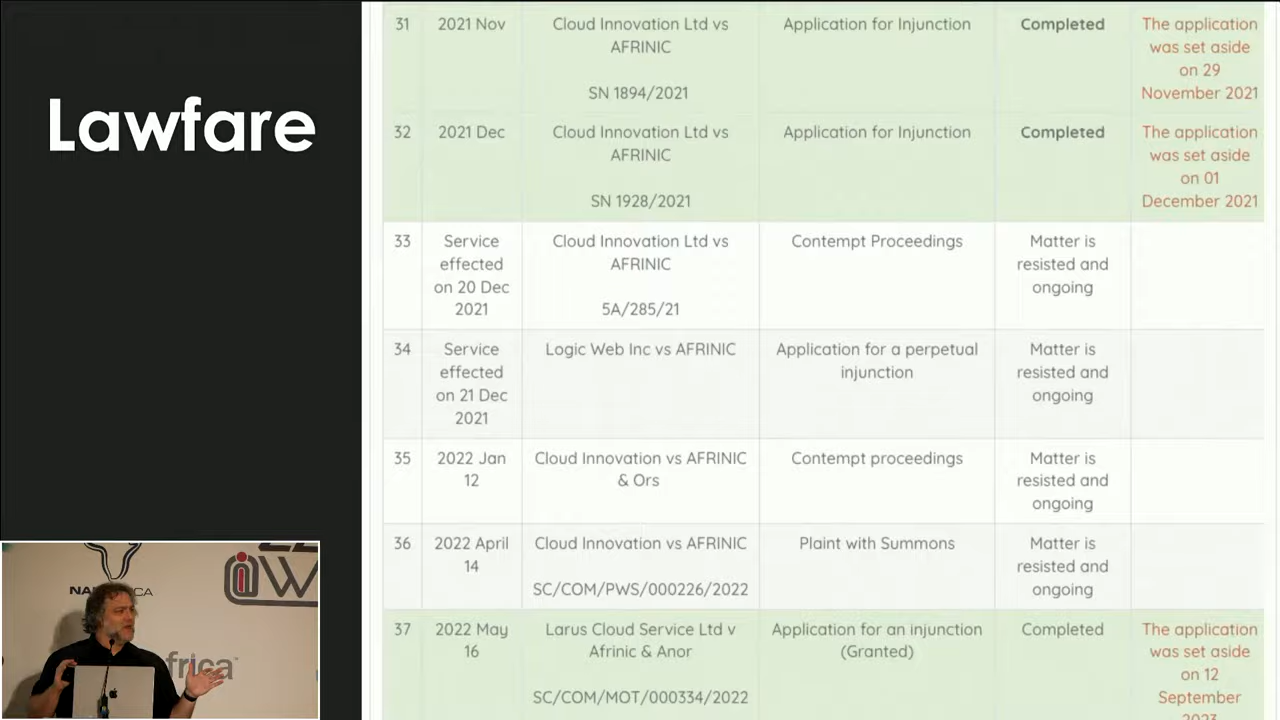 Lawfare
31
2021 Nov
Cloud Innovation Ltd vs
AFRINIC
SN 1894/2021
Application for Injunction
Completed
The application
was set aside
on 29
November 2021
32
2021 Dec
Cloud Innovation Ltd vs
AFRINIC
SN 1928/2021
Application for Injunction
Completed
The application
was set aside
on 01
December 2021
33
Service
effected
on 20 Dec
2021
Cloud Innovation Ltd vs
AFRINIC
5A/285/21
Contempt Proceedings
Matter is
resisted and
ongoing
34
Service
effected
on 21 Dec
2021
Logic Web Inc vs AFRINIC
Application for a perpetual
injunction
Matter is
resisted and
ongoing
35
2022 Jan
12
Cloud Innovation vs AFRINIC
& Ors
Contempt proceedings
Matter is
resisted and
ongoing
36
2022 April
14
Cloud Innovation vs AFRINIC
SC/COM/PWS/000226/2022
Plaint with Summons
Matter is
resisted and
ongoing
37
2022 May
16
Larus Cloud Service Ltd v
Afrinic & Anor
SC/COM/MOT/000334/2022
Application for an injunction
(Granted)
Completed
The application
was set aside
on 12
September
2023